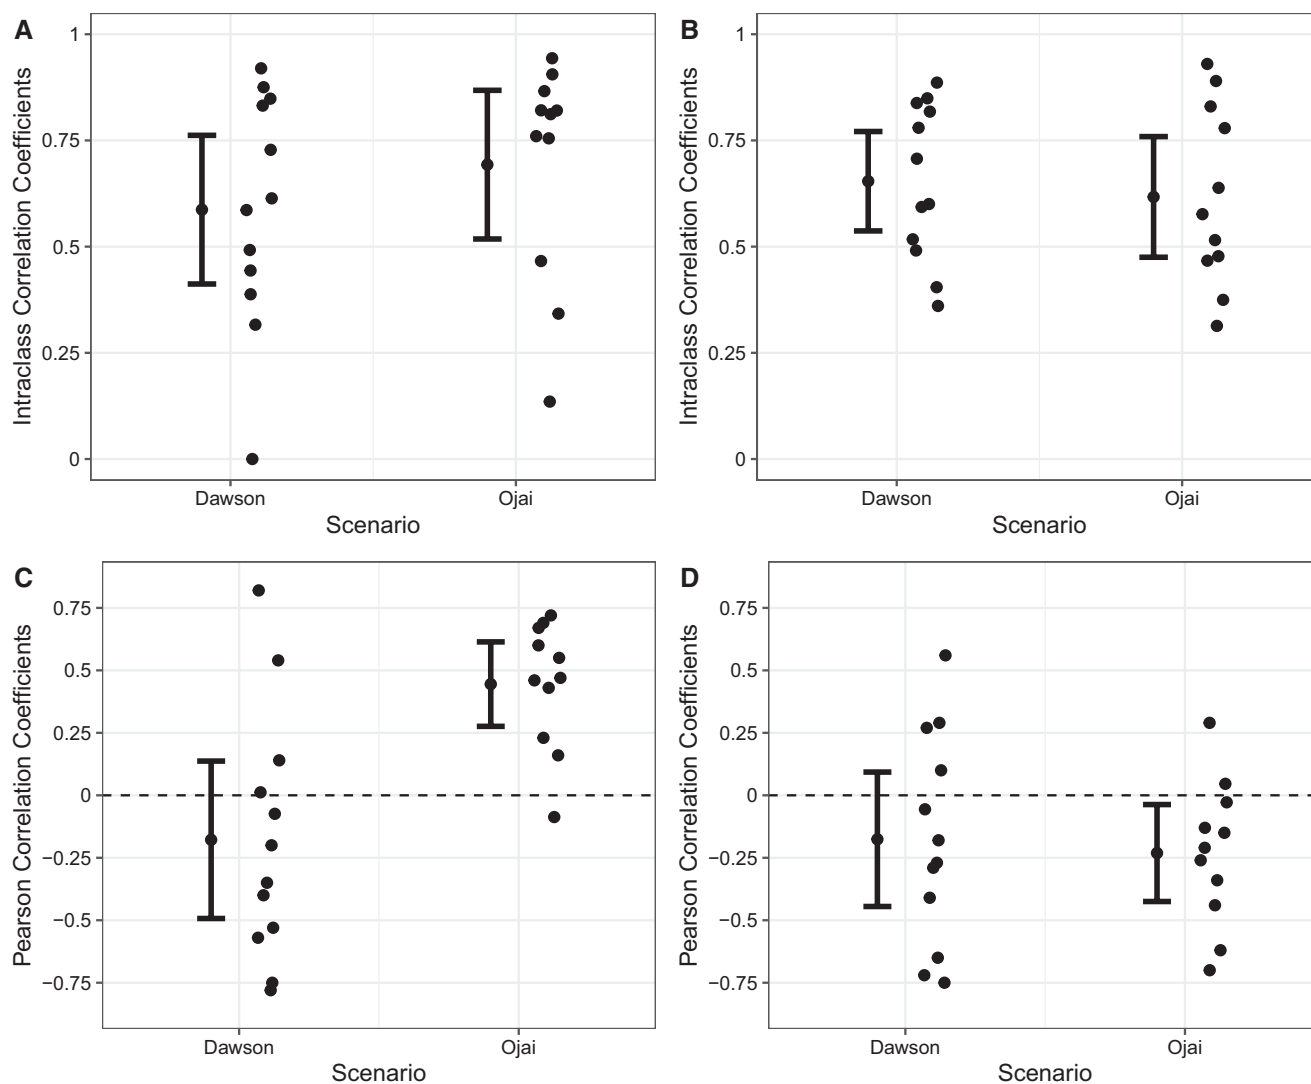 A
Intraclass Correlation Coefficients
1
0.75
0.5
0.25
0
Dawson Ojai
Scenario
B
Intraclass Correlation Coefficients
1
0.75
0.5
0.25
0
Dawson Ojai
Scenario
C
Pearson Correlation Coefficients
0.75
0.5
0.25
0
−0.25
−0.5
−0.75
Dawson Ojai
Scenario
D
Pearson Correlation Coefficients
0.75
0.5
0.25
0
−0.25
−0.5
−0.75
Dawson Ojai
Scenario